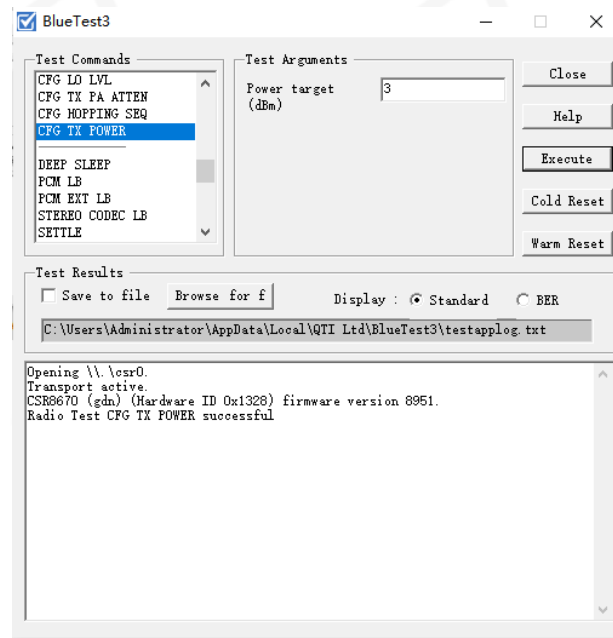 BlueTest3
Test Commands
CFG LO LVL
CFG TX PA ATTEN
CFG HOPPING SEQ
CFG TX POWER
DEEP SLEEP
PCM LB
PCM EXT LB
STEREO CODEC LB
SETTLE
Test Arguments
Power target
(dBm)
3
Close
Help
Execute
Cold Reset
Warm Reset
Test Results
Save to file
Browse for f
Display : Standard BER
C:\Users\Administrator\AppData\Local\QTI Ltd\BlueTest3\testapplog.txt
Opening \\.\csr0.
Transport active.
CSR8670 (gdn) (Hardware ID 0x1328) firmware version 8951.
Radio Test CFG TX POWER successful